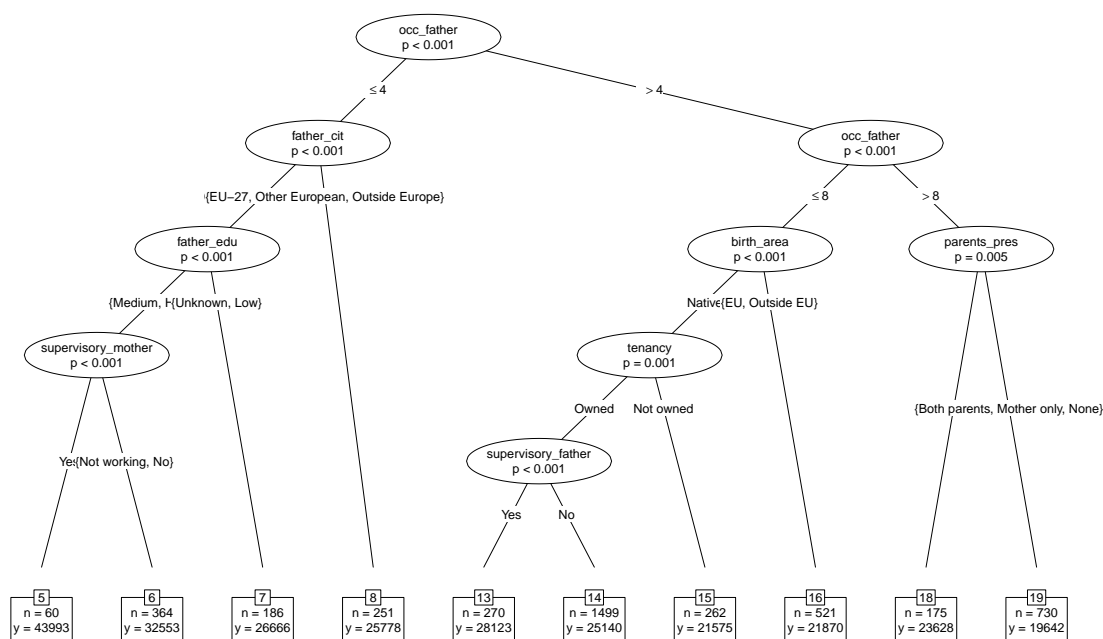 occ_father
p < 0.001
≤ 4
> 4
father_cit
p < 0.001
occ_father
p < 0.001
{EU–27, Other European, Outside Europe}
≤ 8
> 8
father_edu
p < 0.001
birth_area
p < 0.001
parents_pres
p = 0.005
{Medium, {Unknown, Low}
Native {EU, Outside EU}
supervisory_mother
p < 0.001
tenancy
p = 0.001
Owned
Not owned
{Both parents, Mother only, None}
Yes {Not working, No}
supervisory_father
p < 0.001
Yes
No
5
n = 60
y = 43993
6
n = 364
y = 32553
7
n = 186
y = 26666
8
n = 251
y = 25778
13
n = 270
y = 28123
14
n = 1499
y = 25140
15
n = 262
y = 21575
16
n = 521
y = 21870
18
n = 175
y = 23628
19
n = 730
y = 19642